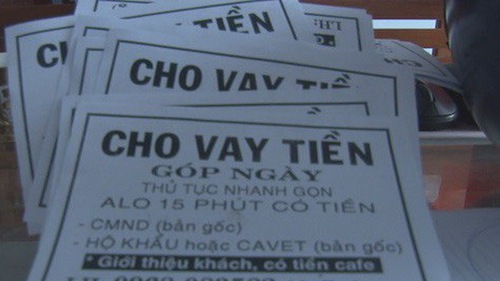 LH:
CHO VAY TIỀN
CHO VAY TIỀN
GÓP NGÀY
THỦ TỤC NHANH GỌN
ALO 15 PHÚT CÓ TIỀN
- CMND (bản gốc)
- HỘ KHẨU hoặc CAVET (bản gốc)
* Giới thiệu khách, có tiền cafe